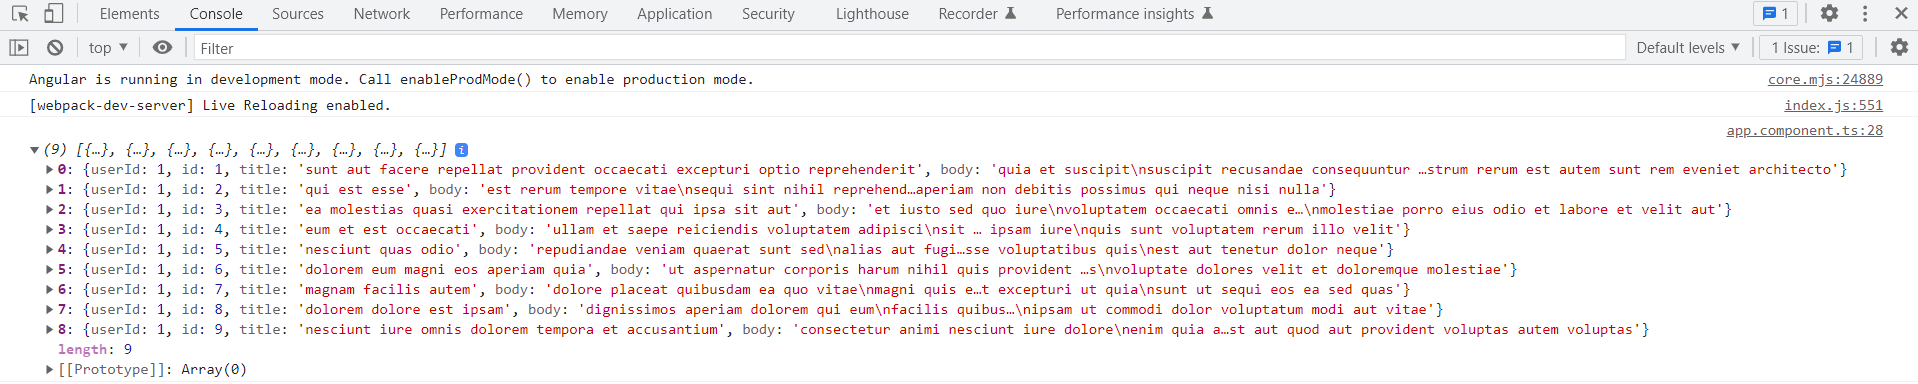 Elements Console Sources Network Performance Memory Application Security Lighthouse Recorder Performance insights 1
top Filter Default levels 1 Issue: 1
Angular is running in development mode. Call enableProdMode() to enable production mode. core.mjs:24889
[webpack-dev-server] Live Reloading enabled. index.js:551
app.component.ts:28
(9) [{…}, {…}, {…}, {…}, {…}, {…}, {…}, {…}, {…}] i
0: {userId: 1, id: 1, title: 'sunt aut facere repellat provident occaecati excepturi optio reprehenderit', body: 'quia et suscipit\nsuscipit recusandae consequuntur …strum rerum est autem sunt rem eveniet architecto'}
1: {userId: 1, id: 2, title: 'qui est esse', body: 'est rerum tempore vitae\nsequi sint nihil reprehend…aperiam non debitis possimus qui neque nisi nulla'}
2: {userId: 1, id: 3, title: 'ea molestias quasi exercitationem repellat qui ipsa sit aut', body: 'et iusto sed quo iure\nvoluptatem occaecati omnis e…\nmolestiae porro eius odio et labore et velit aut'}
3: {userId: 1, id: 4, title: 'eum et est occaecati', body: 'ullam et saepe reiciendis voluptatem adipisci\nsit … ipsam iure\nquis sunt voluptatem rerum illo velit'}
4: {userId: 1, id: 5, title: 'nesciunt quas odio', body: 'repudiandae veniam quaerat sunt sed\nalias aut fugi…sse voluptatibus quis\nest aut tenetur dolor neque'}
5: {userId: 1, id: 6, title: 'dolorem eum magni eos aperiam quia', body: 'ut aspernatur corporis harum nihil quis provident …s\nvoluptate dolores velit et doloremque molestiae'}
6: {userId: 1, id: 7, title: 'magnam facilis autem', body: 'dolore placeat quibusdam ea quo vitae\nmagni quis e…t excepturi ut quia\nsunt ut sequi eos ea sed quas'}
7: {userId: 1, id: 8, title: 'dolorem dolore est ipsam', body: 'dignissimos aperiam dolorem qui eum\nfacilis quibus…\nipsam ut commodi dolor voluptatum modi aut vitae'}
8: {userId: 1, id: 9, title: 'nesciunt iure omnis dolorem tempora et accusantium', body: 'consectetur animi nesciunt iure dolore\nenim quia a…st aut quod aut provident voluptas autem voluptas'}
length: 9
[[Prototype]]: Array(0)